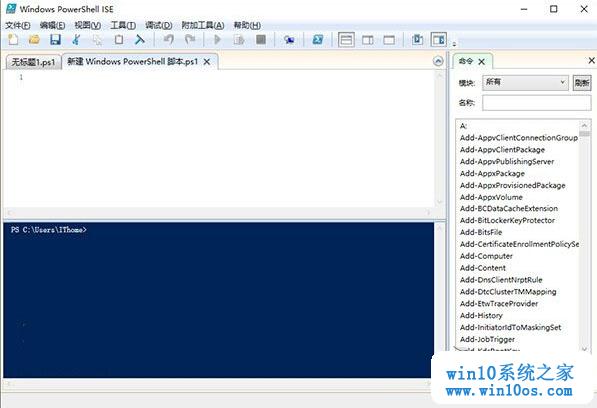 Windows PowerShell ISE
文件(F) 编辑(E) 视图(V) 工具(T) 调试(D) 附加工具(A) 帮助(H)
无标题1.ps1 新建 Windows PowerShell 脚本.ps1
1
PS C:\Users\IThome>
命令
模块: 所有 刷新
名称:
A:
Add-AppvClientConnectionGroup
Add-AppvClientPackage
Add-AppvPublishingServer
Add-AppxPackage
Add-AppxProvisionedPackage
Add-AppxVolume
Add-BCDataCacheExtension
Add-BitLockerKeyProtector
Add-BitsFile
Add-CertificateEnrollmentPolicySe
Add-Computer
Add-Content
Add-DnsClientNrptRule
Add-DtcClusterTMMapping
Add-EtwTraceProvider
Add-History
Add-InitiatorIdToMaskingSet
Add-JobTrigger
win10系统之家
www.win10os.com